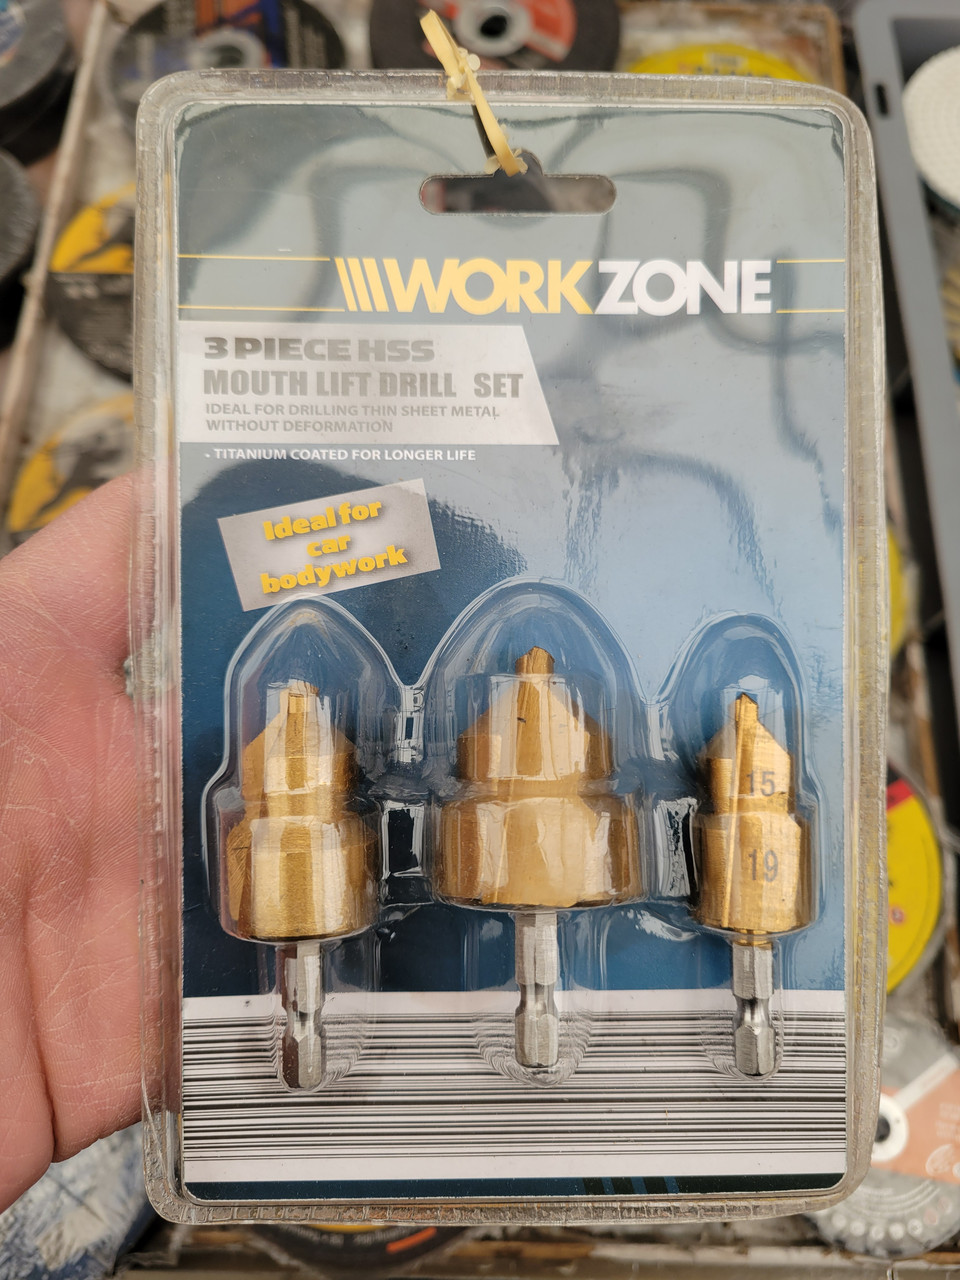 WORKZONE
3 PIECE HSS
MOUTH LIFT DRILL SET
IDEAL FOR DRILLING THIN SHEET METAL
WITHOUT DEFORMATION
• TITANIUM COATED FOR LONGER LIFE
Ideal for
car
bodywork
15
19